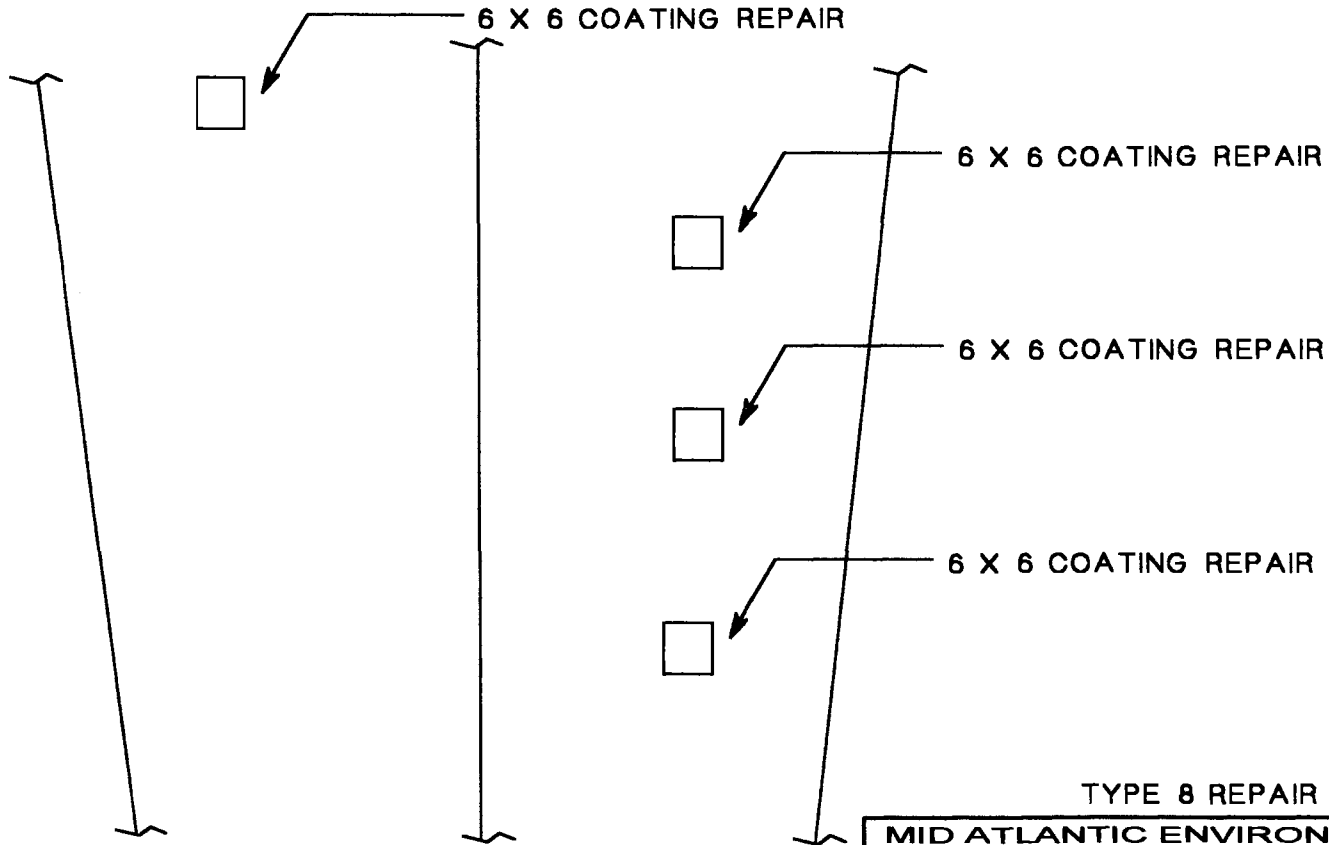 6 X 6 COATING REPAIR
6 X 6 COATING REPAIR
6 X 6 COATING REPAIR
6 X 6 COATING REPAIR
TYPE 8 REPAIR
MID ATLANTIC ENVIRON